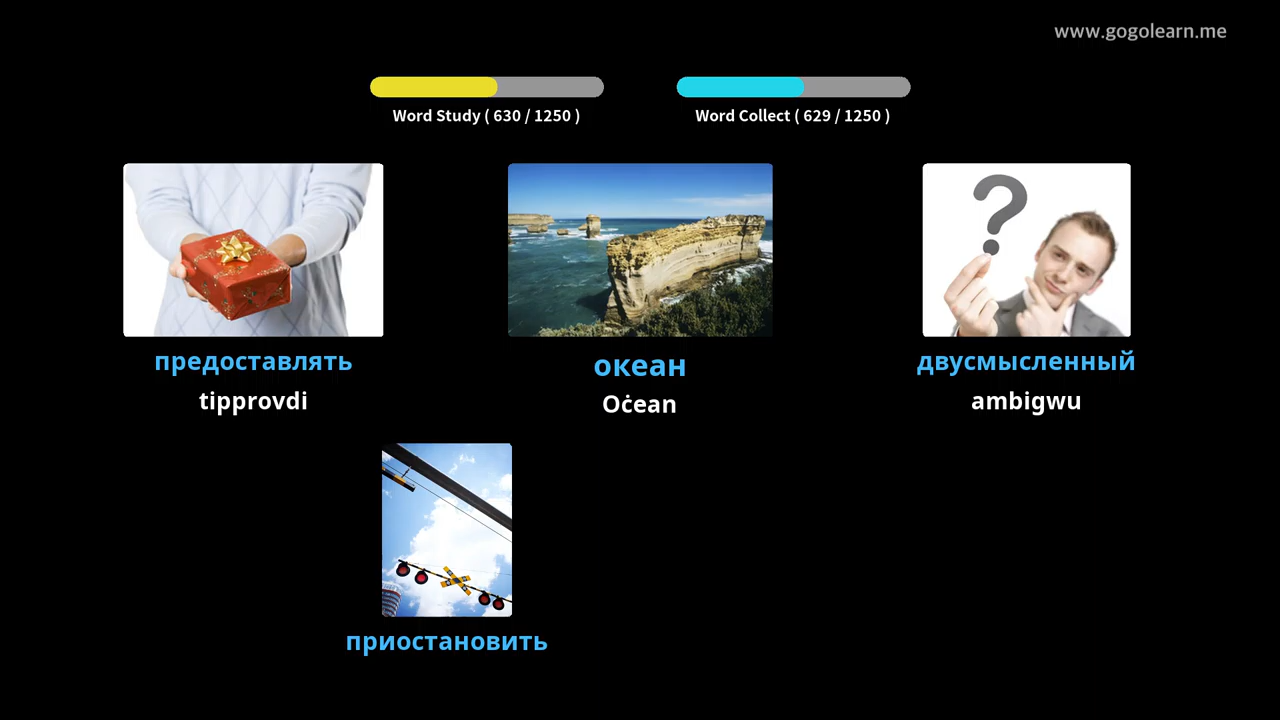 www.gogolearn.me
Word Study ( 630 / 1250 )
Word Collect ( 629 / 1250 )
предоставлять
tipprovdi
океан
Oċean
двусмысленный
ambigwu
приостановить